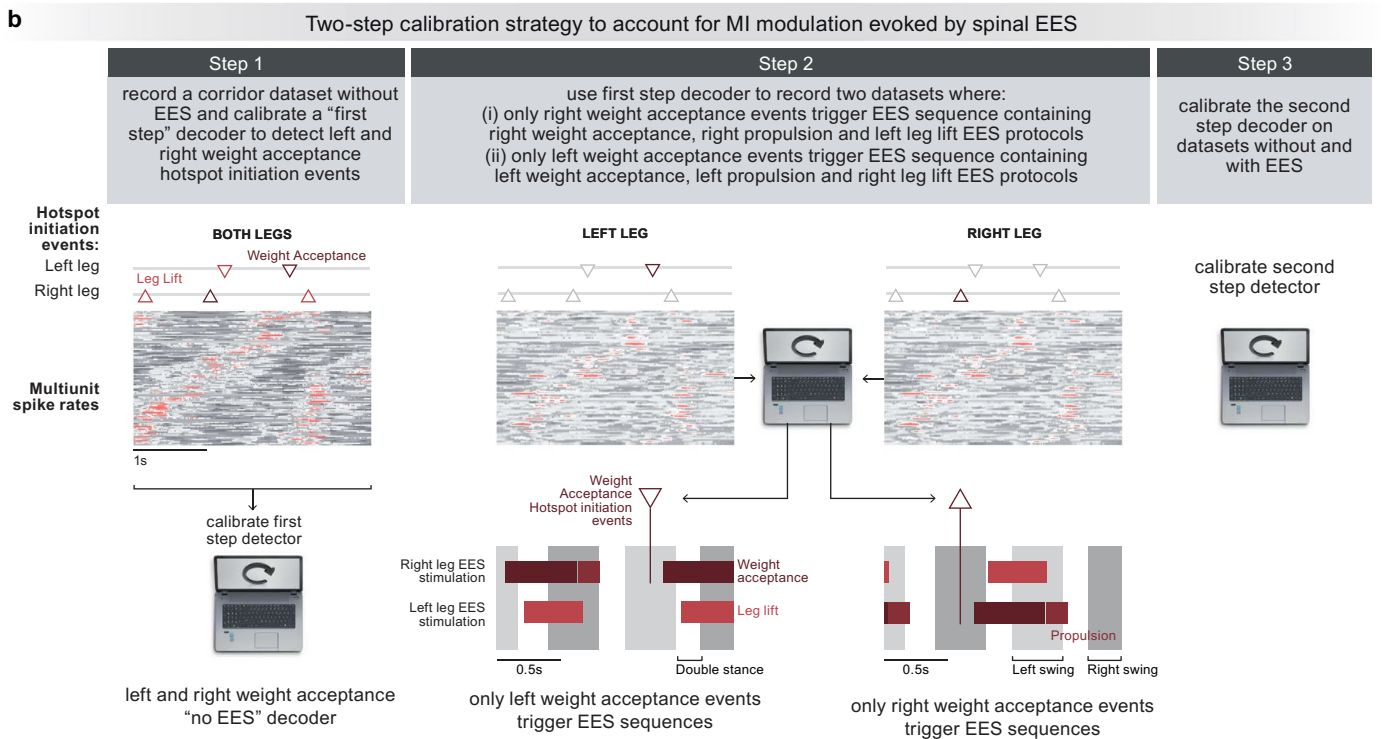 b
Two-step calibration strategy to account for MI modulation evoked by spinal EES
Step 1
record a corridor dataset without
EES and calibrate a “first
step” decoder to detect left and
right weight acceptance
hotspot initiation events
Step 2
use first step decoder to record two datasets where:
(i) only right weight acceptance events trigger EES sequence containing
right weight acceptance, right propulsion and left leg lift EES protocols
(ii) only left weight acceptance events trigger EES sequence containing
left weight acceptance, left propulsion and right leg lift EES protocols
Step 3
calibrate the second
step decoder on
datasets without and
with EES
Hotspot
initiation
events:
Left leg
Right leg
BOTH LEGS
Weight Acceptance
Leg Lift
Multiunit
spike rates
1s
calibrate first
step detector
left and right weight acceptance
“no EES” decoder
LEFT LEG
RIGHT LEG
Weight
Acceptance
Hotspot initiation
events
Right leg EES
stimulation
Left leg EES
stimulation
Weight
acceptance
Leg lift
0.5s
Double stance
only left weight acceptance events
trigger EES sequences
Propulsion
0.5s
Left swing
Right swing
only right weight acceptance events
trigger EES sequences
calibrate second
step detector